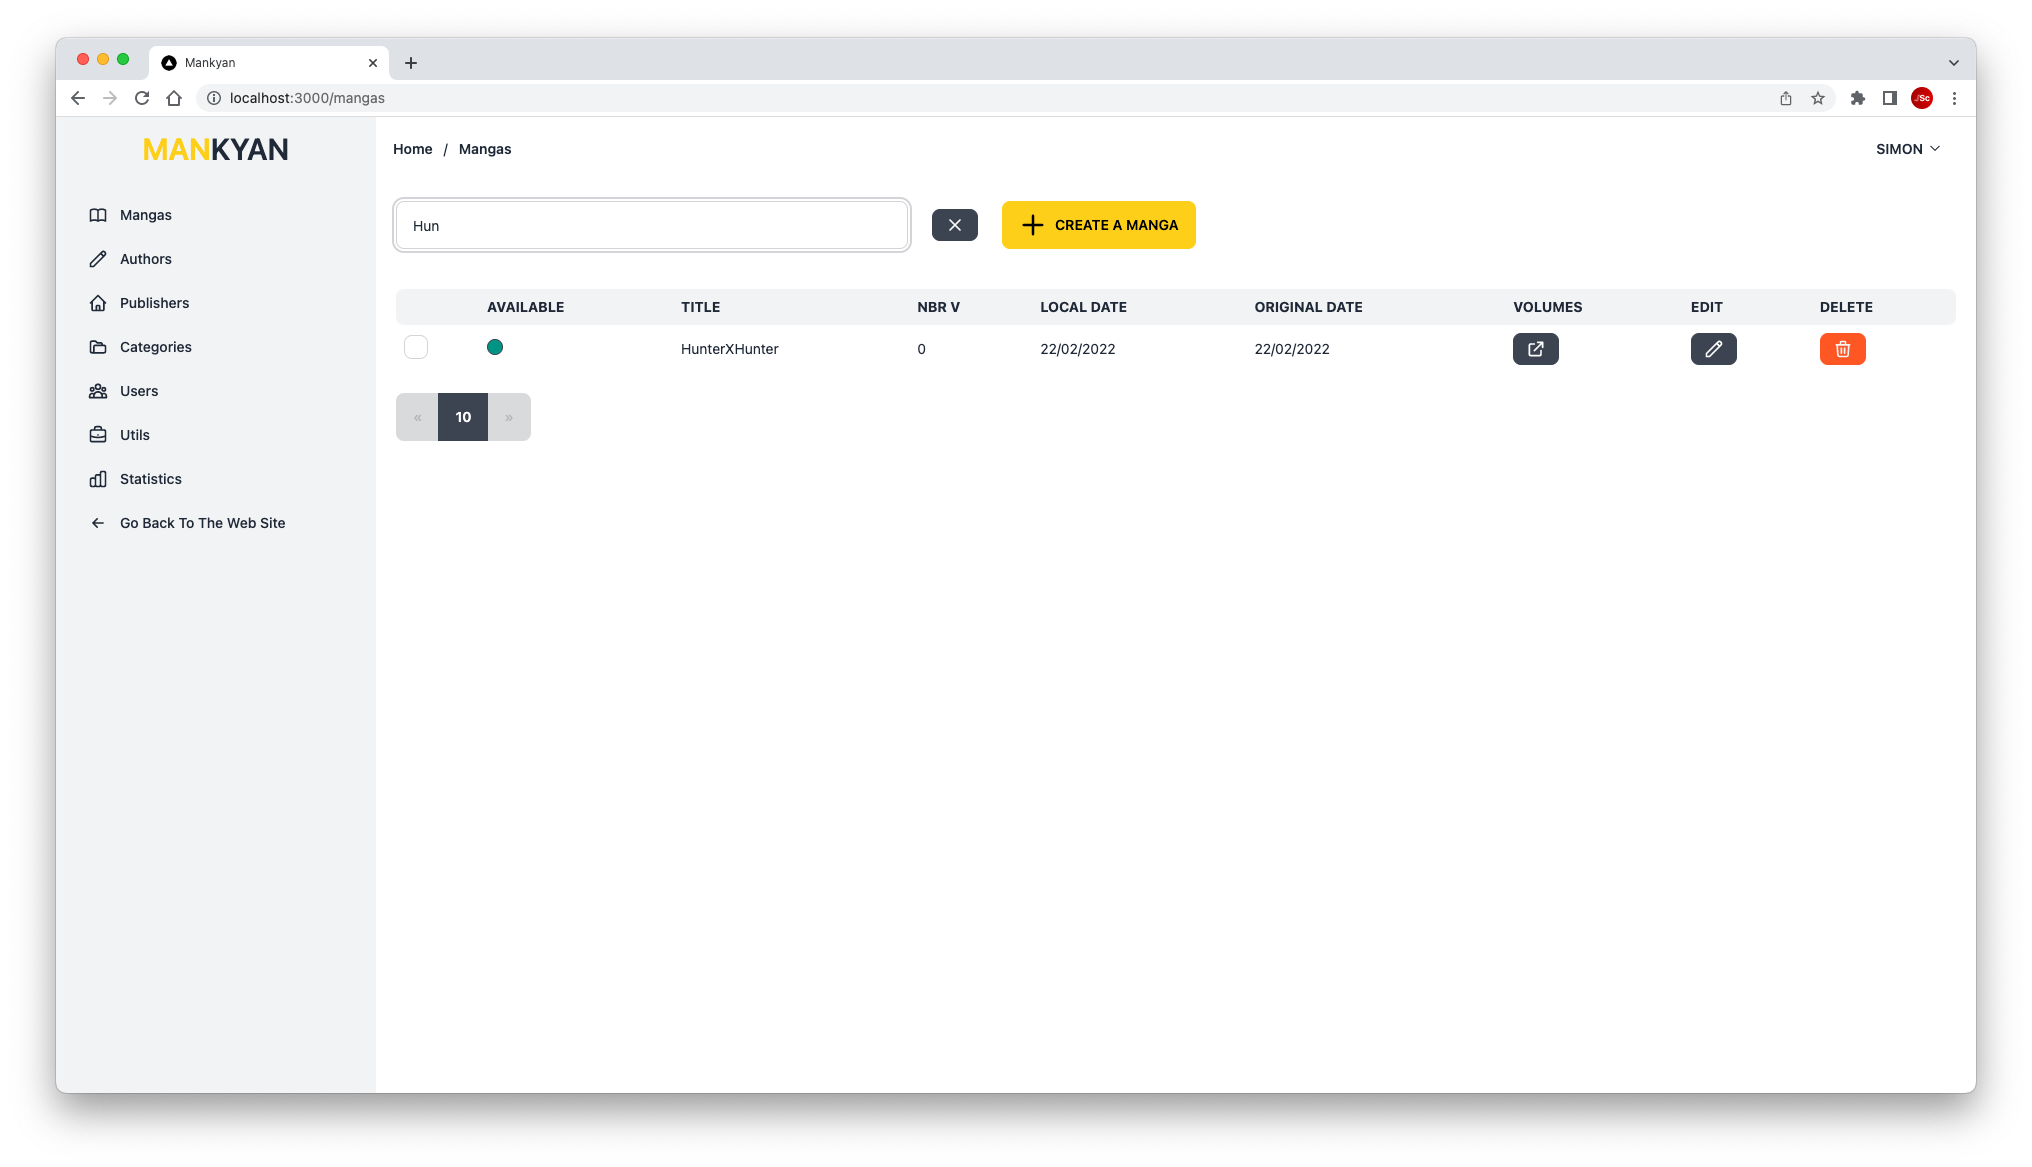 Mankyan
localhost:3000/mangas
./Sc
MANKYAN
Home / Mangas
SIMON
Mangas
Authors
Publishers
Categories
Users
Utils
Statistics
Go Back To The Web Site
Hun
CREATE A MANGA
AVAILABLE TITLE NBR V LOCAL DATE ORIGINAL DATE VOLUMES EDIT DELETE
HunterXHunter 0 22/02/2022 22/02/2022
« 10 »